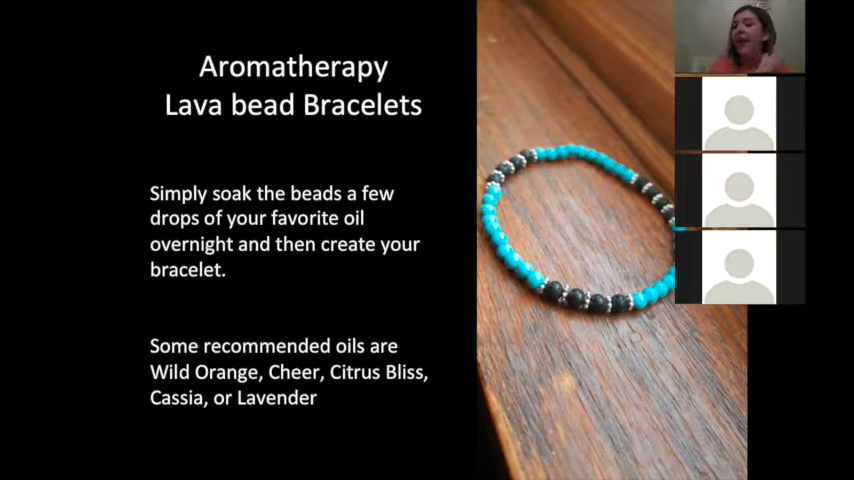 Aromatherapy
Lava bead Bracelets
Simply soak the beads a few
drops of your favorite oil
overnight and then create your
bracelet.
Some recommended oils are
Wild Orange, Cheer, Citrus Bliss,
Cassia, or Lavender